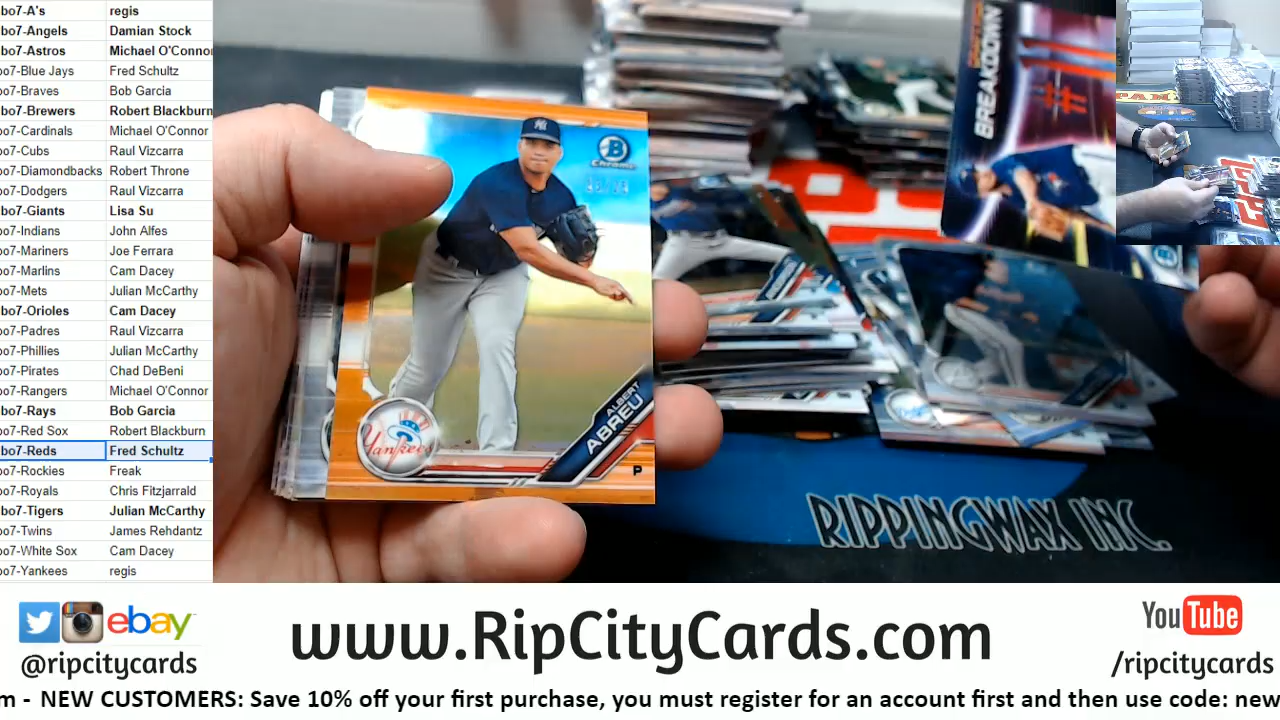 bo7-A's regis
bo7-Angels Damian Stock
bo7-Astros Michael O'Connor
bo7-Blue Jays Fred Schultz
bo7-Braves Bob Garcia
bo7-Brewers Robert Blackburn
bo7-Cardinals Michael O'Connor
bo7-Cubs Raul Vizcarra
bo7-Diamondbacks Robert Throne
bo7-Dodgers Raul Vizcarra
bo7-Giants Lisa Su
bo7-Indians John Alfes
bo7-Mariners Joe Ferrara
bo7-Marlins Cam Dacey
bo7-Mets Julian McCarthy
bo7-Orioles Cam Dacey
bo7-Padres Raul Vizcarra
bo7-Phillies Julian McCarthy
bo7-Pirates Chad DeBeni
bo7-Rangers Michael O'Connor
bo7-Rays Bob Garcia
bo7-Red Sox Robert Blackburn
bo7-Reds Fred Schultz
bo7-Rockies Freak
bo7-Royals Chris Fitzjarrald
bo7-Tigers Julian McCarthy
bo7-Twins James Rehdantz
bo7-White Sox Cam Dacey
bo7-Yankees regis
B
Chrome
ALBERT
ABREU
P
Yankees
BREAKDOWN
RIPPINGWAX INC.
ebay
@ripcitycards
www.RipCityCards.com
YouTube
/ripcitycards
m - NEW CUSTOMERS: Save 10% off your first purchase, you must register for an account first and then use code: new